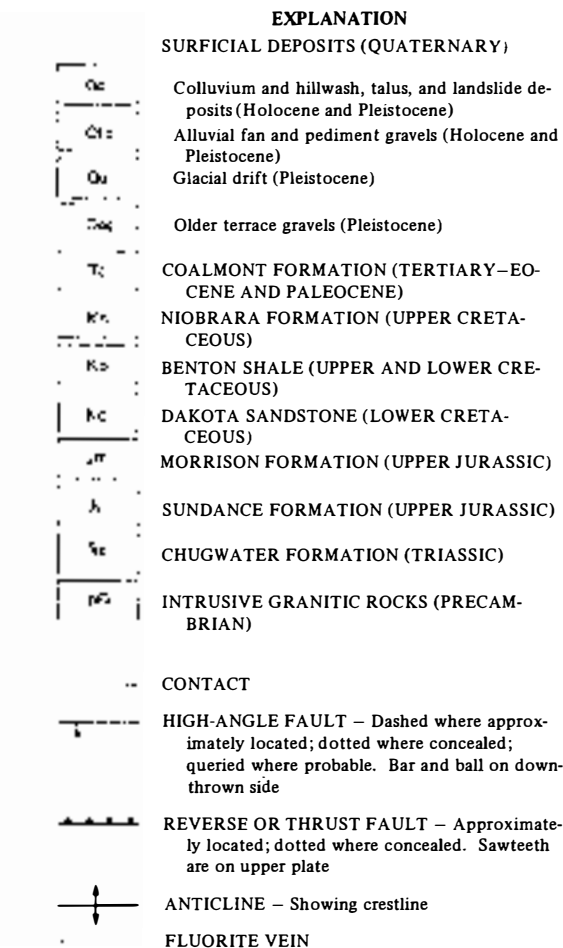 EXPLANATION
SURFICIAL DEPOSITS (QUATERNARY)
Colluvium and hillwash, talus, and landslide de-
posits (Holocene and Pleistocene)
Alluvial fan and pediment gravels (Holocene and
Pleistocene)
Glacial drift (Pleistocene)
Older terrace gravels (Pleistocene)
COALMONT FORMATION (TERTIARY–EO-
CENE AND PALEOCENE)
NIOBRARA FORMATION (UPPER CRETA-
CEOUS)
BENTON SHALE (UPPER AND LOWER CRE-
TACEOUS)
DAKOTA SANDSTONE (LOWER CRETA-
CEOUS)
MORRISON FORMATION (UPPER JURASSIC)
SUNDANCE FORMATION (UPPER JURASSIC)
CHUGWATER FORMATION (TRIASSIC)
INTRUSIVE GRANITIC ROCKS (PRECAM-
BRIAN)
CONTACT
HIGH-ANGLE FAULT – Dashed where approx-
imately located; dotted where concealed;
queried where probable. Bar and ball on down-
thrown side
REVERSE OR THRUST FAULT – Approximate-
ly located; dotted where concealed. Sawteeth
are on upper plate
ANTICLINE – Showing crestline
FLUORITE VEIN